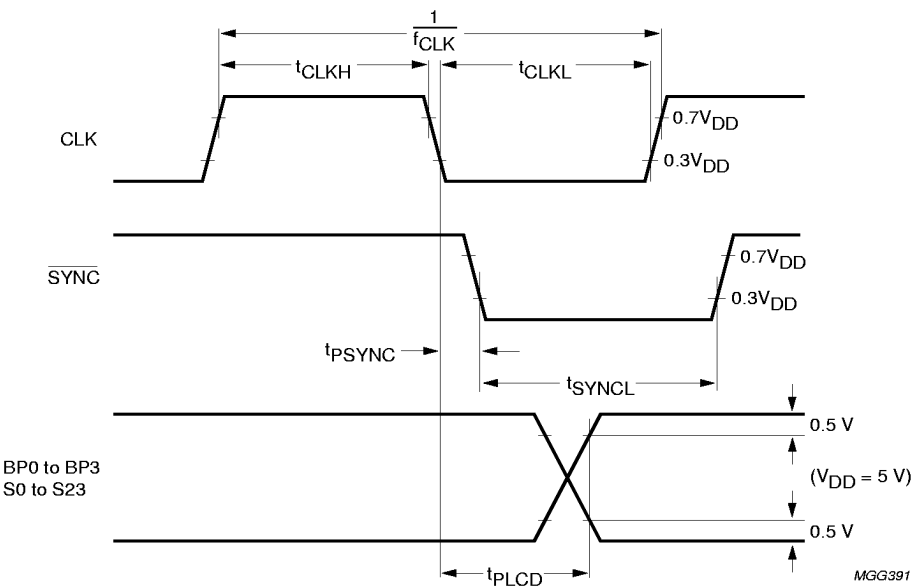 1
fCLK
tCLKH
tCLKL
0.7VDD
CLK
0.3VDD
0.7VDD
SYNC
0.3VDD
tPSYNC
tSYNCL
0.5 V
BP0 to BP3
S0 to S23
(VDD = 5 V)
0.5 V
tPLCD
MGG391